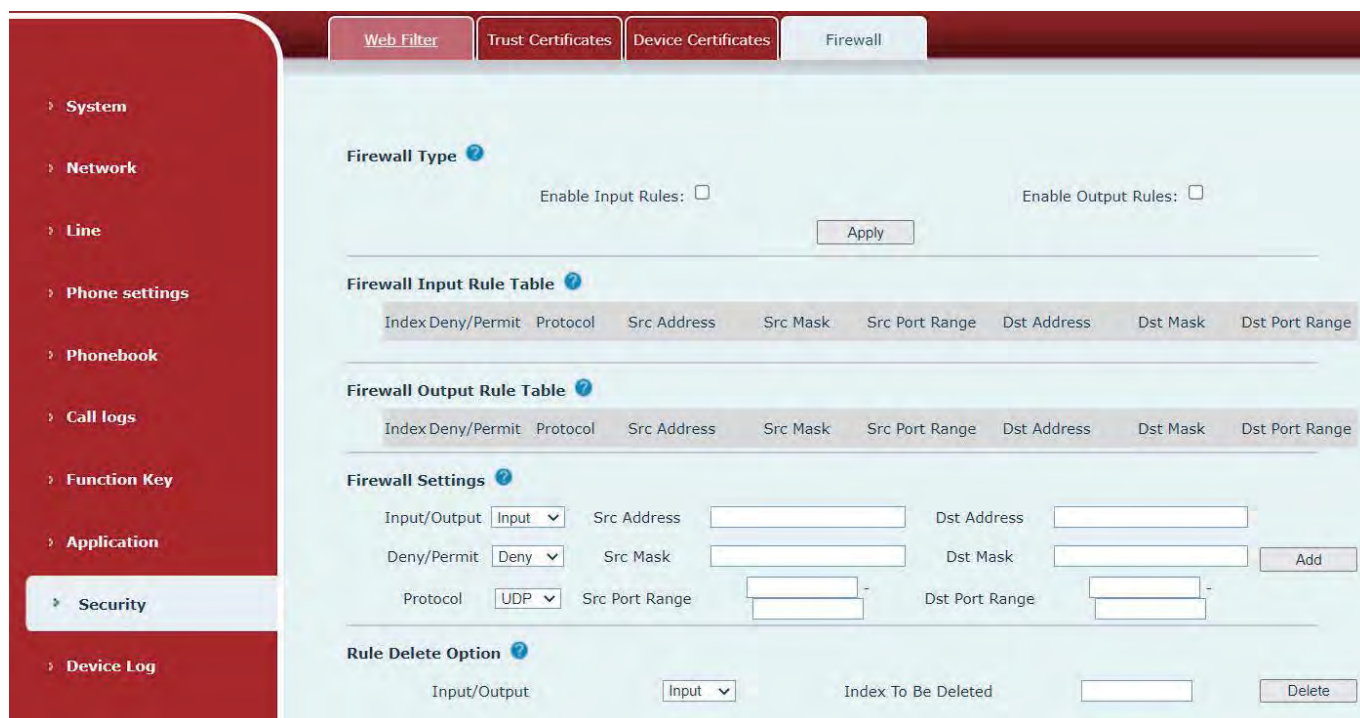 Web Filter Trust Certificates Device Certificates Firewall
System
Network
Line
Phone settings
Phonebook
Call logs
Function Key
Application
Security
Device Log
Firewall Type ?
Enable Input Rules: Enable Output Rules:
Apply
Firewall Input Rule Table ?
Index Deny/Permit Protocol Src Address Src Mask Src Port Range Dst Address Dst Mask Dst Port Range
Firewall Output Rule Table ?
Index Deny/Permit Protocol Src Address Src Mask Src Port Range Dst Address Dst Mask Dst Port Range
Firewall Settings ?
Input/Output Input Src Address Dst Address
Deny/Permit Deny Src Mask Dst Mask Add
Protocol UDP Src Port Range - Dst Port Range -
Rule Delete Option ?
Input/Output Input Index To Be Deleted Delete